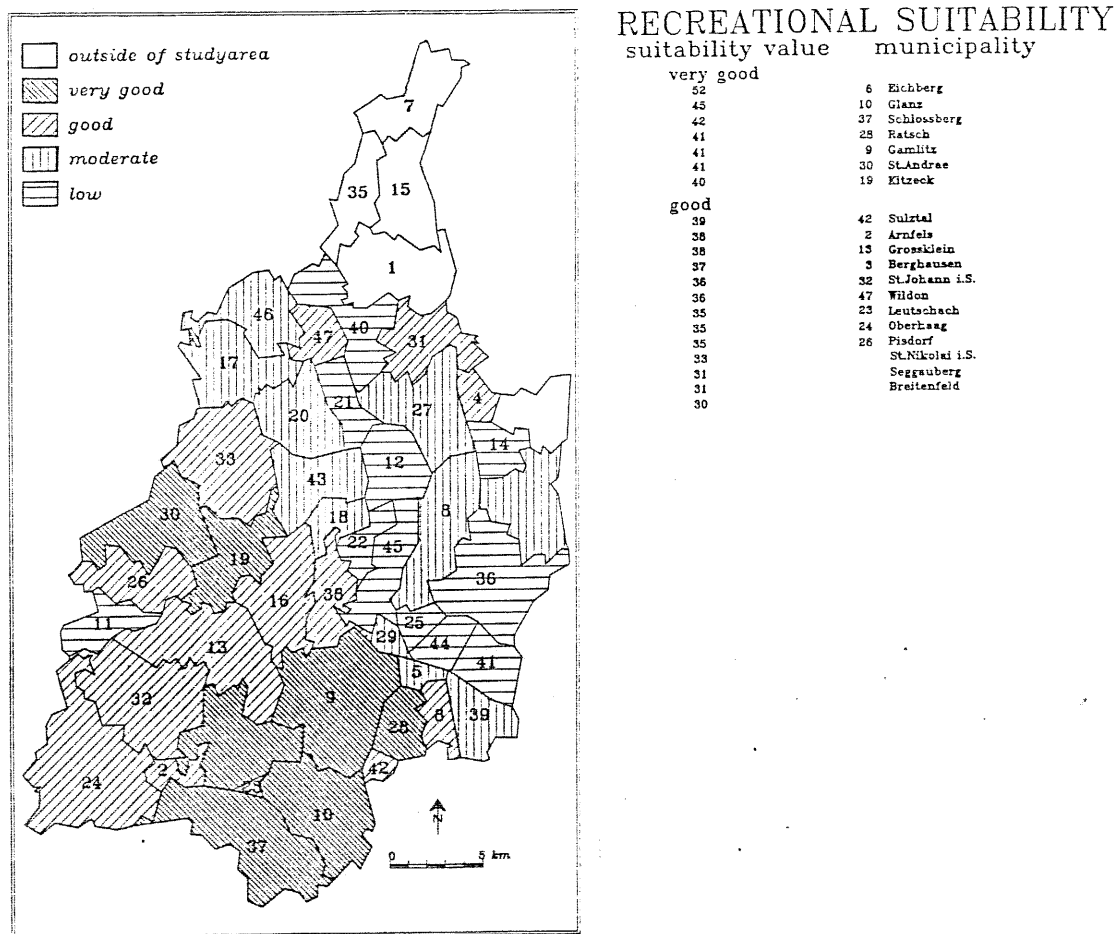 outside of studyarea
very good
good
moderate
low
7
35
15
1
46
47
40
31
17
20
21
27
4
14
33
12
43
8
30
18
22
45
19
36
26
16
38
11
25
29
44
13
5
41
32
9
28
8
39
2
42
24
23
10
37
N
0 5 km
RECREATIONAL SUITABILITY
suitability value municipality
very good
52 6 Eichberg
45 10 Glanz
42 37 Schlossberg
41 28 Ratsch
41 9 Gamlitz
41 30 St.Andrae
40 19 Kitzeck
good
39 42 Sulztal
38 2 Arnfels
38 13 Grossklein
37 3 Berghausen
36 32 St.Johann i.S.
36 47 Wildon
35 23 Leutschach
35 24 Oberhaag
35 26 Pisdorf
33 St.Nikolai i.S.
31 Seggauberg
31 Breitenfeld
30